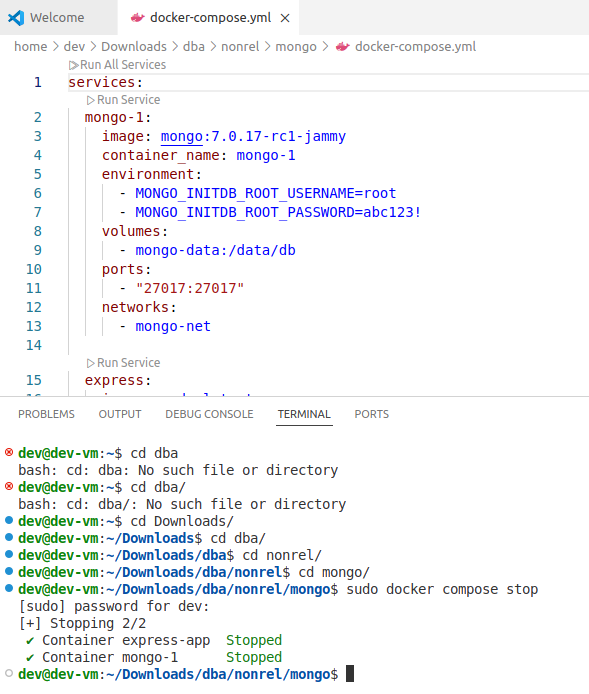 Welcome
docker-compose.yml
home > dev > Downloads > dba > nonrel > mongo > docker-compose.yml
Run All Services
1 services:
Run Service
2 mongo-1:
3 image: mongo:7.0.17-rc1-jammy
4 container_name: mongo-1
5 environment:
6 - MONGO_INITDB_ROOT_USERNAME=root
7 - MONGO_INITDB_ROOT_PASSWORD=abc123!
8 volumes:
9 - mongo-data:/data/db
10 ports:
11 - "27017:27017"
12 networks:
13 - mongo-net
14
Run Service
15 express:
PROBLEMS OUTPUT DEBUG CONSOLE TERMINAL PORTS
dev@dev-vm:~$ cd dba
bash: cd: dba: No such file or directory
dev@dev-vm:~$ cd dba/
bash: cd: dba/: No such file or directory
dev@dev-vm:~$ cd Downloads/
dev@dev-vm:~/Downloads$ cd dba/
dev@dev-vm:~/Downloads/dba$ cd nonrel/
dev@dev-vm:~/Downloads/dba/nonrel$ cd mongo/
dev@dev-vm:~/Downloads/dba/nonrel/mongo$ sudo docker compose stop
[sudo] password for dev:
[+] Stopping 2/2
✔ Container express-app Stopped
✔ Container mongo-1 Stopped
dev@dev-vm:~/Downloads/dba/nonrel/mongo$